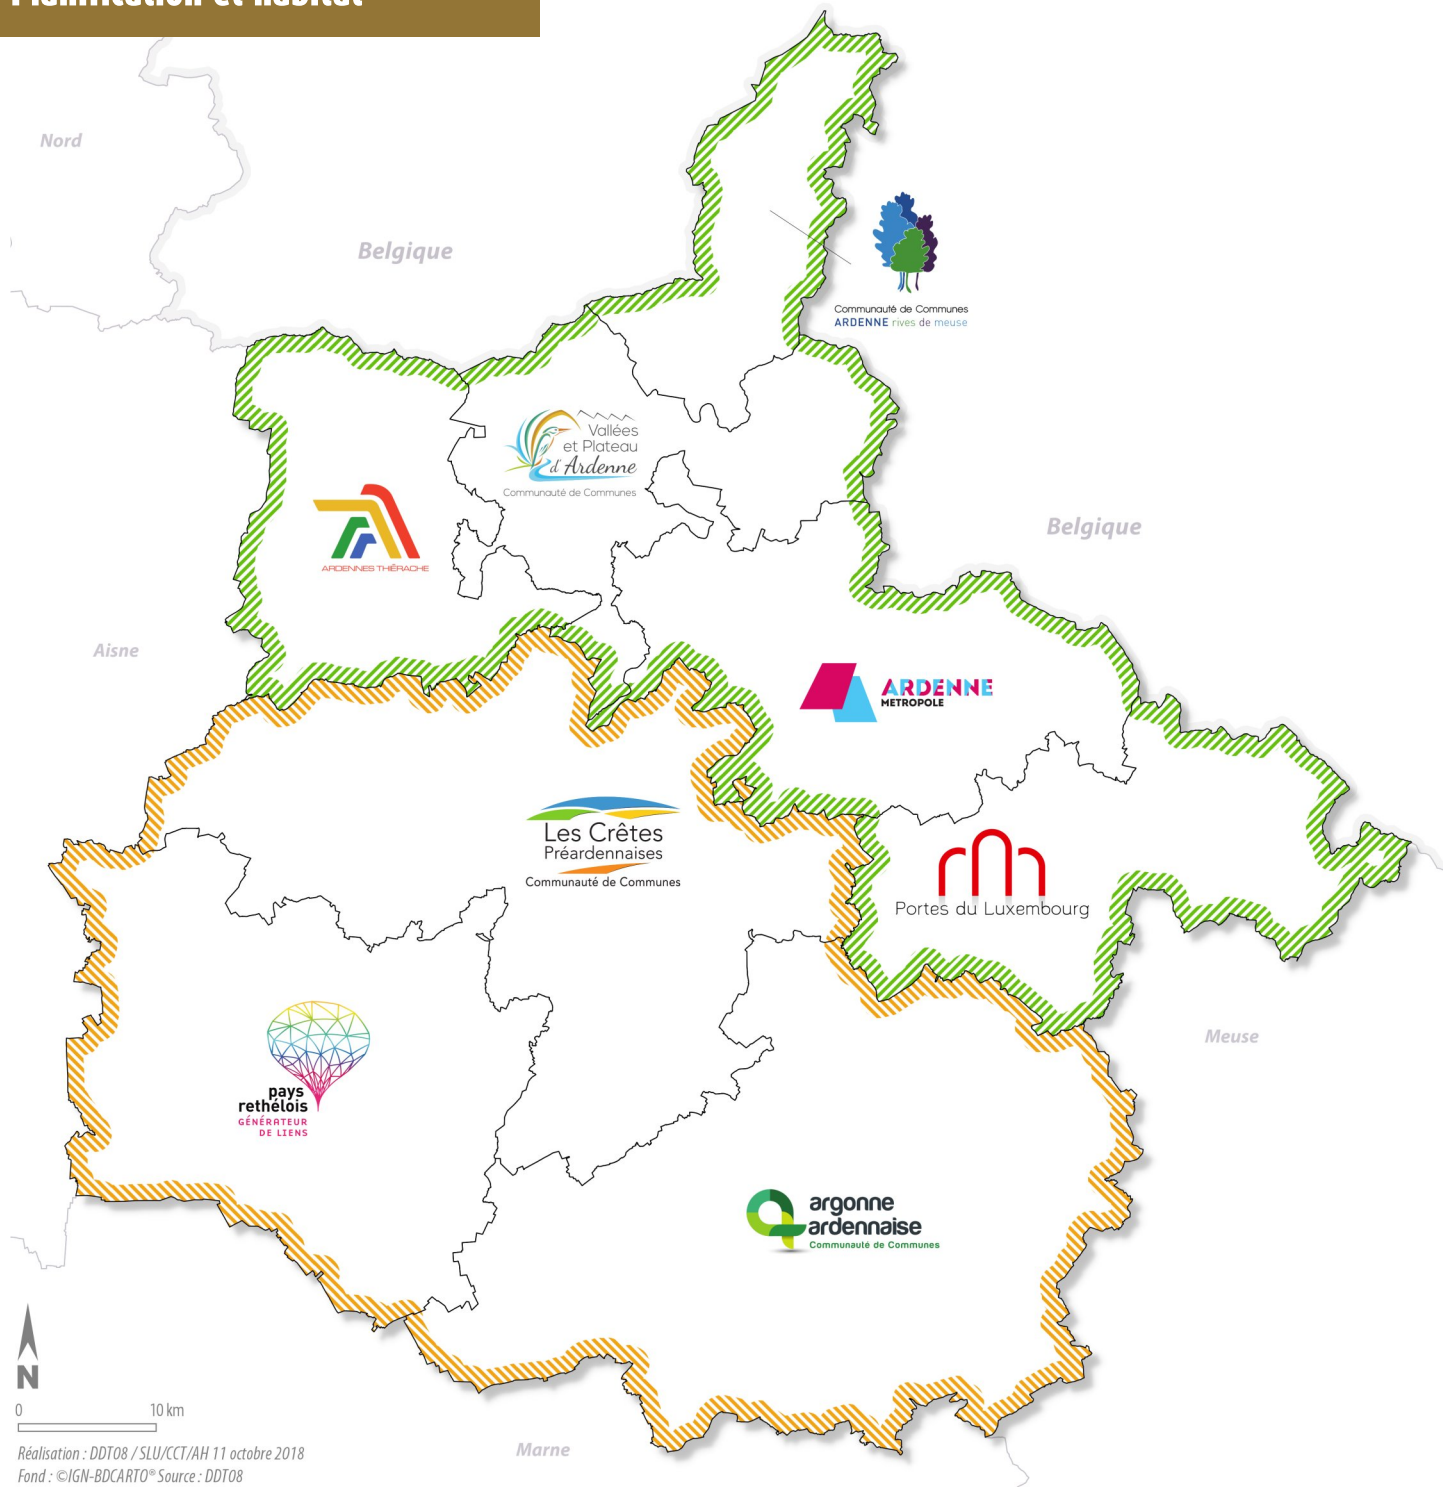 Planification et habitat
Nord
Belgique
Communauté de Communes
ARDENNE rives de meuse
Vallées
et Plateau
d'Ardenne
Communauté de Communes
ARDENNES THIÉRACHE
Belgique
Aisne
ARDENNE
METROPOLE
Les Crêtes
Préardennaises
Communauté de Communes
Portes du Luxembourg
Meuse
pays
rethélois
GÉNÉRATEUR
DE LIENS
argonne
ardennaise
Communauté de Communes
N
0 10 km
Marne
Réalisation : DDT08 / SLU/CCT/AH 11 octobre 2018
Fond : ©IGN-BDCARTO® Source : DDT08